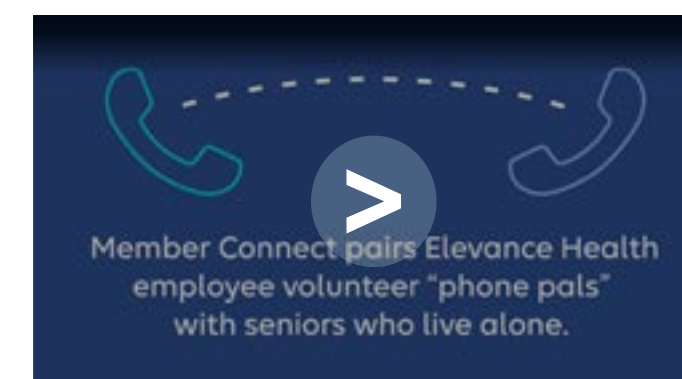 Member Connect pairs Elevance Health
employee volunteer “phone pals”
with seniors who live alone.